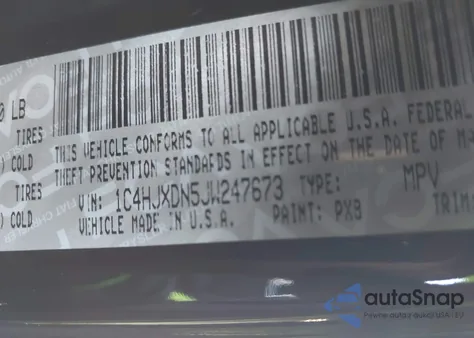 0 LB
TIRES
) COLD
TIRES
) COLD
THIS VEHICLE CONFORMS TO ALL APPLICABLE U.S.A. FEDERAL
THEFT PREVENTION STANDARDS IN EFFECT ON THE DATE OF M
VIN: 1C4HJXDN5JW247673 TYPE: MPV
VEHICLE MADE IN U.S.A. PAINT: PXB TRIM
autoSnap